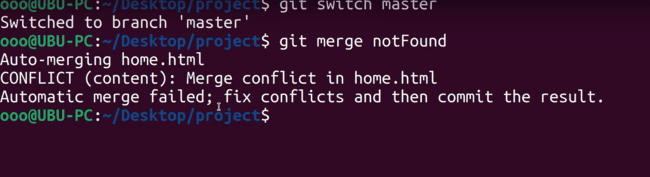 git switch master
Switched to branch 'master'
ooo@UBU-PC:~/Desktop/project$ git merge notFound
Auto-merging home.html
CONFLICT (content): Merge conflict in home.html
Automatic merge failed; fix conflicts and then commit the result.
ooo@UBU-PC:~/Desktop/project$